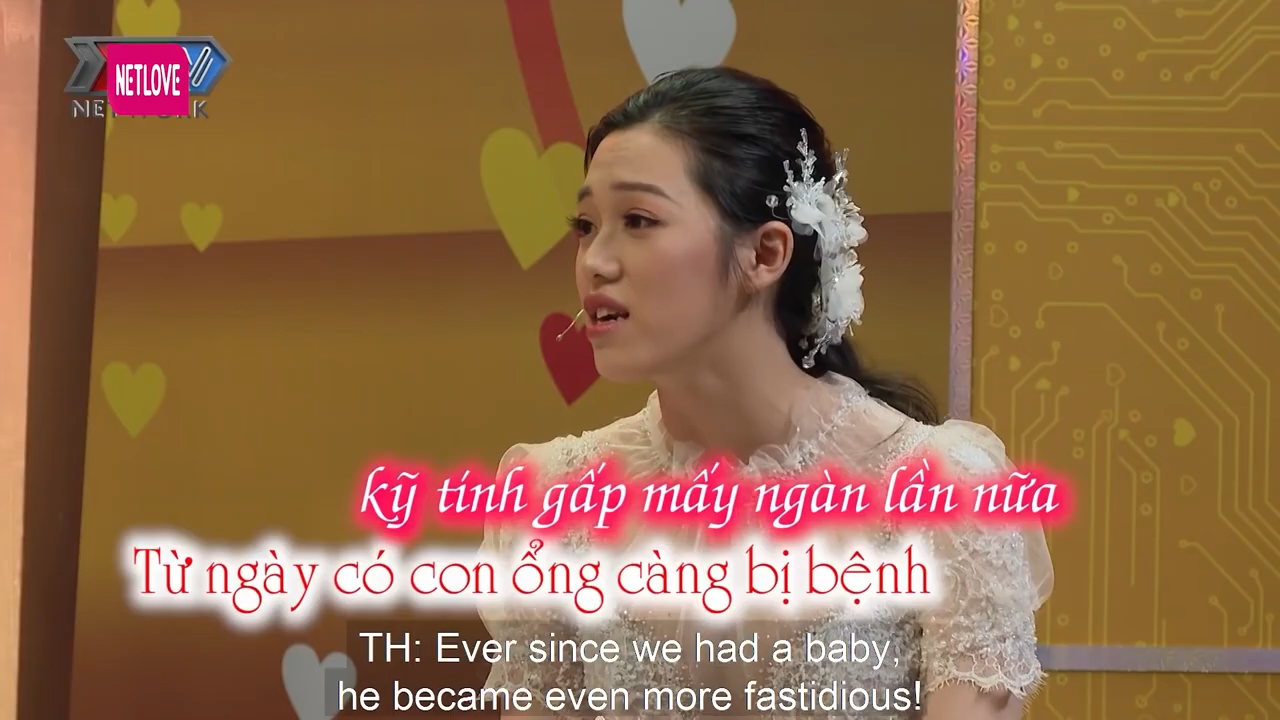 NETLOVE
NETWORK
kỹ tính gấp mấy ngàn lần nữa
Từ ngày có con ổng càng bị bệnh
TH: Ever since we had a baby,
he became even more fastidious!